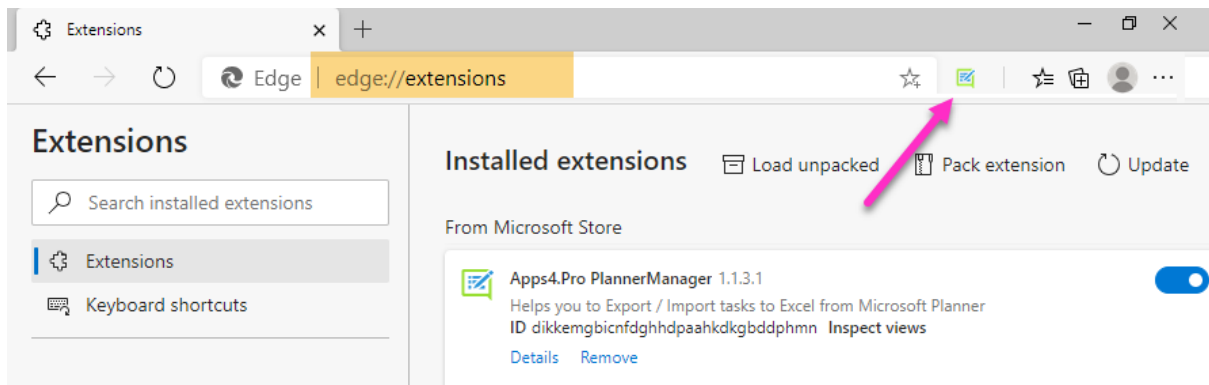 Extensions
Edge | edge://extensions
Extensions
Search installed extensions
Extensions
Keyboard shortcuts
Installed extensions Load unpacked Pack extension Update
From Microsoft Store
Apps4.Pro PlannerManager 1.1.3.1
Helps you to Export / Import tasks to Excel from Microsoft Planner
ID dikkemgbicnfdghhdpaahkdkgbddphmn Inspect views
Details Remove